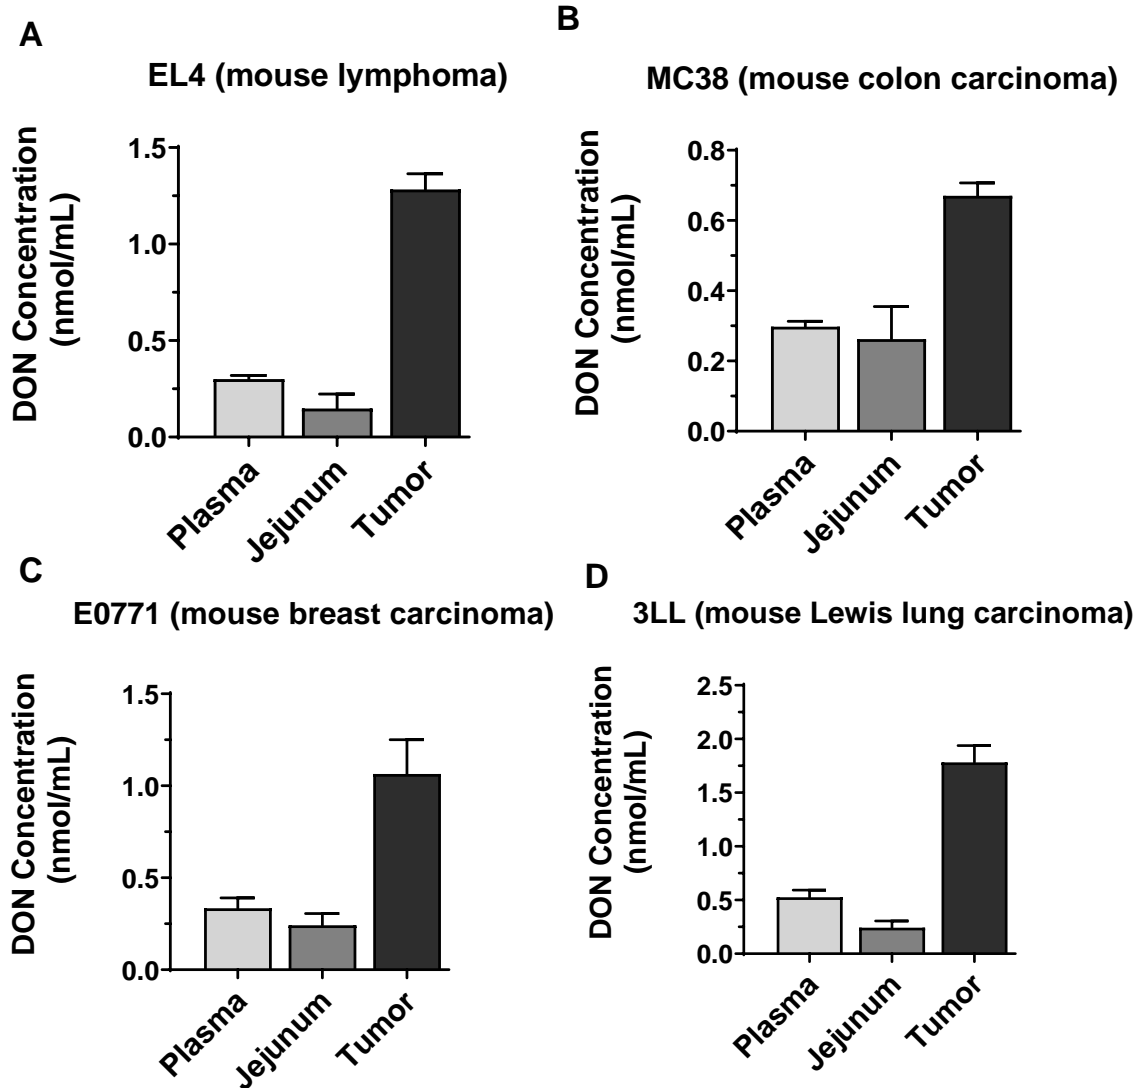 A
EL4 (mouse lymphoma)
DON Concentration
(nmol/mL)
1.5
1.0
0.5
0.0
Plasma
Jejunum
Tumor
B
MC38 (mouse colon carcinoma)
DON Concentration
(nmol/mL)
0.8
0.6
0.4
0.2
0.0
Plasma
Jejunum
Tumor
C
E0771 (mouse breast carcinoma)
DON Concentration
(nmol/mL)
1.5
1.0
0.5
0.0
Plasma
Jejunum
Tumor
D
3LL (mouse Lewis lung carcinoma)
DON Concentration
(nmol/mL)
2.5
2.0
1.5
1.0
0.5
0.0
Plasma
Jejunum
Tumor